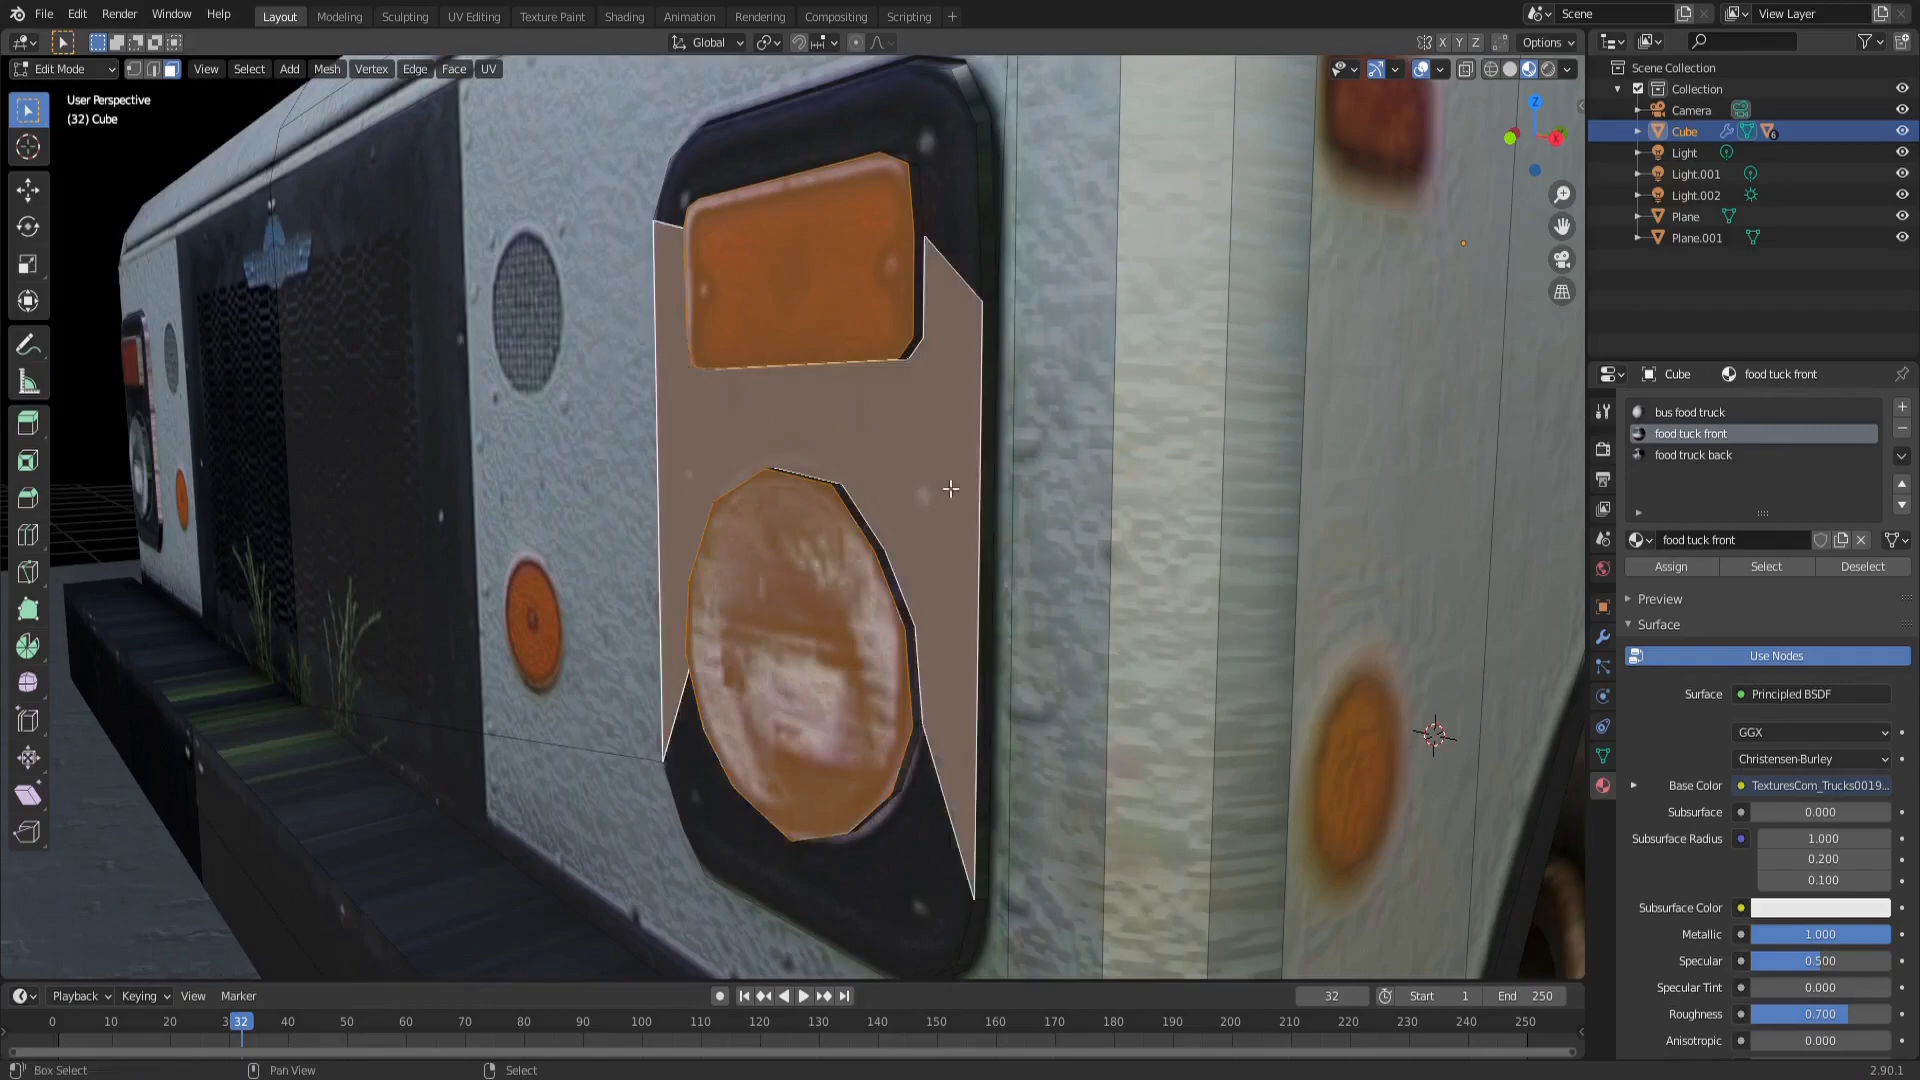 File Edit Render Window Help Layout Modeling Sculpting UV Editing Texture Paint Shading Animation Rendering Compositing Scripting + Scene View Layer
Global X Y Z Options
Edit Mode View Select Add Mesh Vertex Edge Face UV
User Perspective
(32) Cube
Z
X
Scene Collection
Collection
Camera
Cube 6
Light
Light.001
Light.002
Plane
Plane.001
Cube food tuck front
bus food truck
food tuck front
food truck back
food tuck front
Assign Select Deselect
Preview
Surface
Use Nodes
Surface Principled BSDF
GGX
Christensen-Burley
Base Color TexturesCom_Trucks0019...
Subsurface 0.000
Subsurface Radius 1.000
0.200
0.100
Subsurface Color
Metallic 1.000
Specular 0.500
Specular Tint 0.000
Roughness 0.700
Anisotropic 0.000
Playback Keying View Marker 32 Start 1 End 250
0 10 20 3 32 40 50 60 70 80 90 100 110 120 130 140 150 160 170 180 190 200 210 220 230 240 250
Box Select Pan View Select 2.90.1